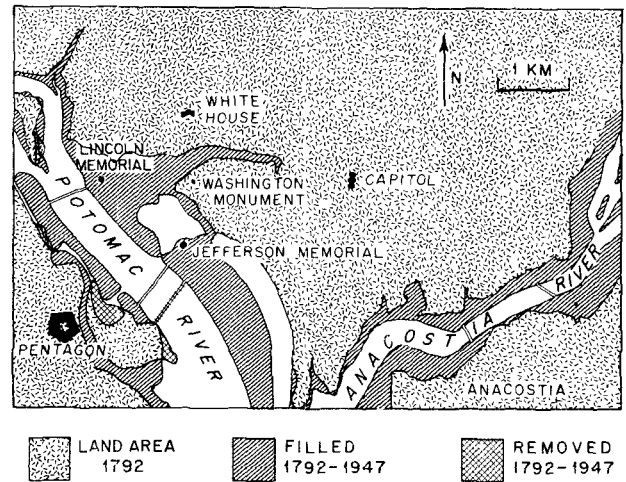 1 KM
N
WHITE
HOUSE
LINCOLN
MEMORIAL
WASHINGTON
MONUMENT
CAPITOL
POTOMAC
RIVER
JEFFERSON MEMORIAL
PENTAGON
ANACOSTIA
RIVER
ANACOSTIA
LAND AREA
1792
FILLED
1792-1947
REMOVED
1792-1947